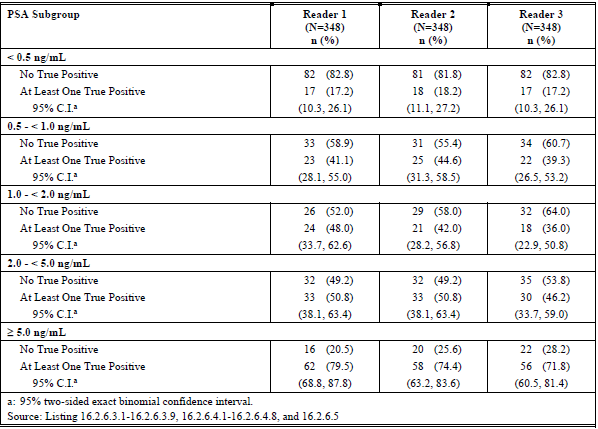 PSA Subgroup Reader 1 Reader 2 Reader 3
(N=348) (N=348) (N=348)
n (%) n (%) n (%)
< 0.5 ng/mL
No True Positive 82 (82.8) 81 (81.8) 82 (82.8)
At Least One True Positive 17 (17.2) 18 (18.2) 17 (17.2)
95% C.I.a (10.3, 26.1) (11.1, 27.2) (10.3, 26.1)
0.5 - < 1.0 ng/mL
No True Positive 33 (58.9) 31 (55.4) 34 (60.7)
At Least One True Positive 23 (41.1) 25 (44.6) 22 (39.3)
95% C.I.a (28.1, 55.0) (31.3, 58.5) (26.5, 53.2)
1.0 - < 2.0 ng/mL
No True Positive 26 (52.0) 29 (58.0) 32 (64.0)
At Least One True Positive 24 (48.0) 21 (42.0) 18 (36.0)
95% C.I.a (33.7, 62.6) (28.2, 56.8) (22.9, 50.8)
2.0 - < 5.0 ng/mL
No True Positive 32 (49.2) 32 (49.2) 35 (53.8)
At Least One True Positive 33 (50.8) 33 (50.8) 30 (46.2)
95% C.I.a (38.1, 63.4) (38.1, 63.4) (33.7, 59.0)
≥ 5.0 ng/mL
No True Positive 16 (20.5) 20 (25.6) 22 (28.2)
At Least One True Positive 62 (79.5) 58 (74.4) 56 (71.8)
95% C.I.a (68.8, 87.8) (63.2, 83.6) (60.5, 81.4)
a: 95% two-sided exact binomial confidence interval.
Source: Listing 16.2.6.3.1-16.2.6.3.9, 16.2.6.4.1-16.2.6.4.8, and 16.2.6.5